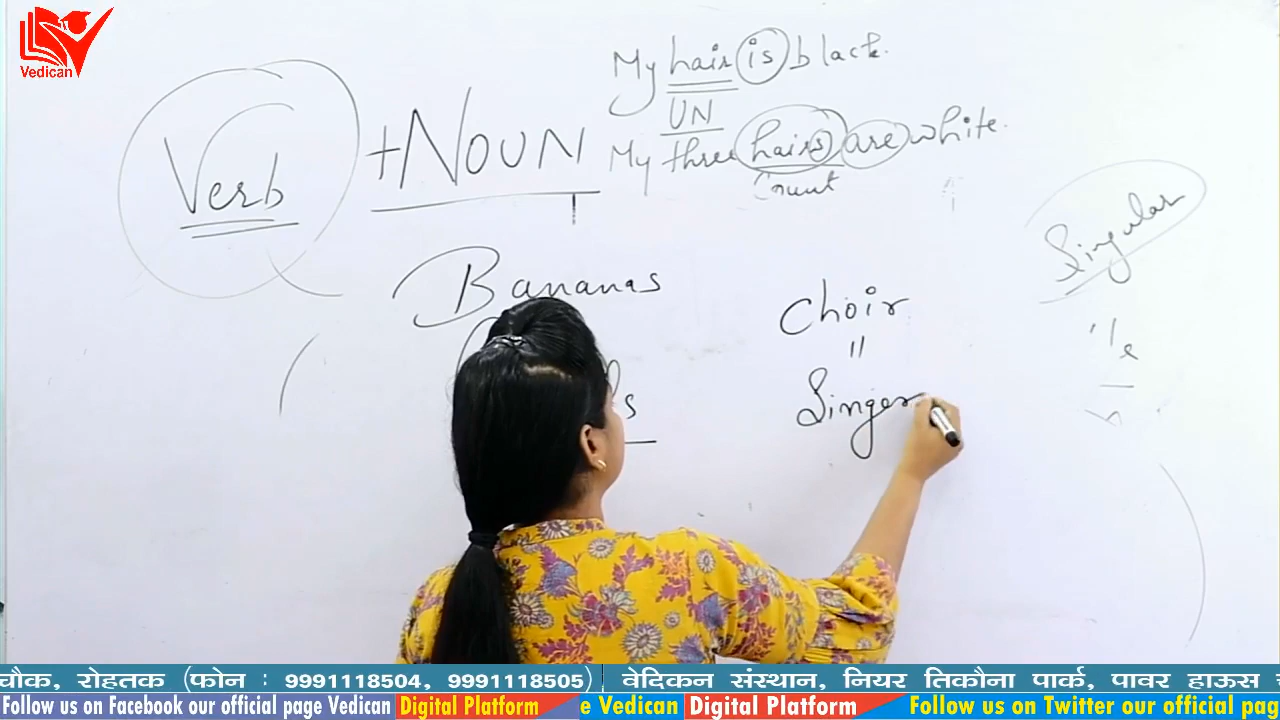 Vedican
My hair is black.
UN
Verb + NOUN
My three hairs are white.
Count
Singular
Bananas
Choir
"
Singer
s
चौक, रोहतक (फोन : 9991118504, 9991118505) वेदिकन संस्थान, नियर तिकौना पार्क, पावर हाऊस
Follow us on Facebook our official page Vedican Digital Platform e Vedican Digital Platform Follow us on Twitter our official pag